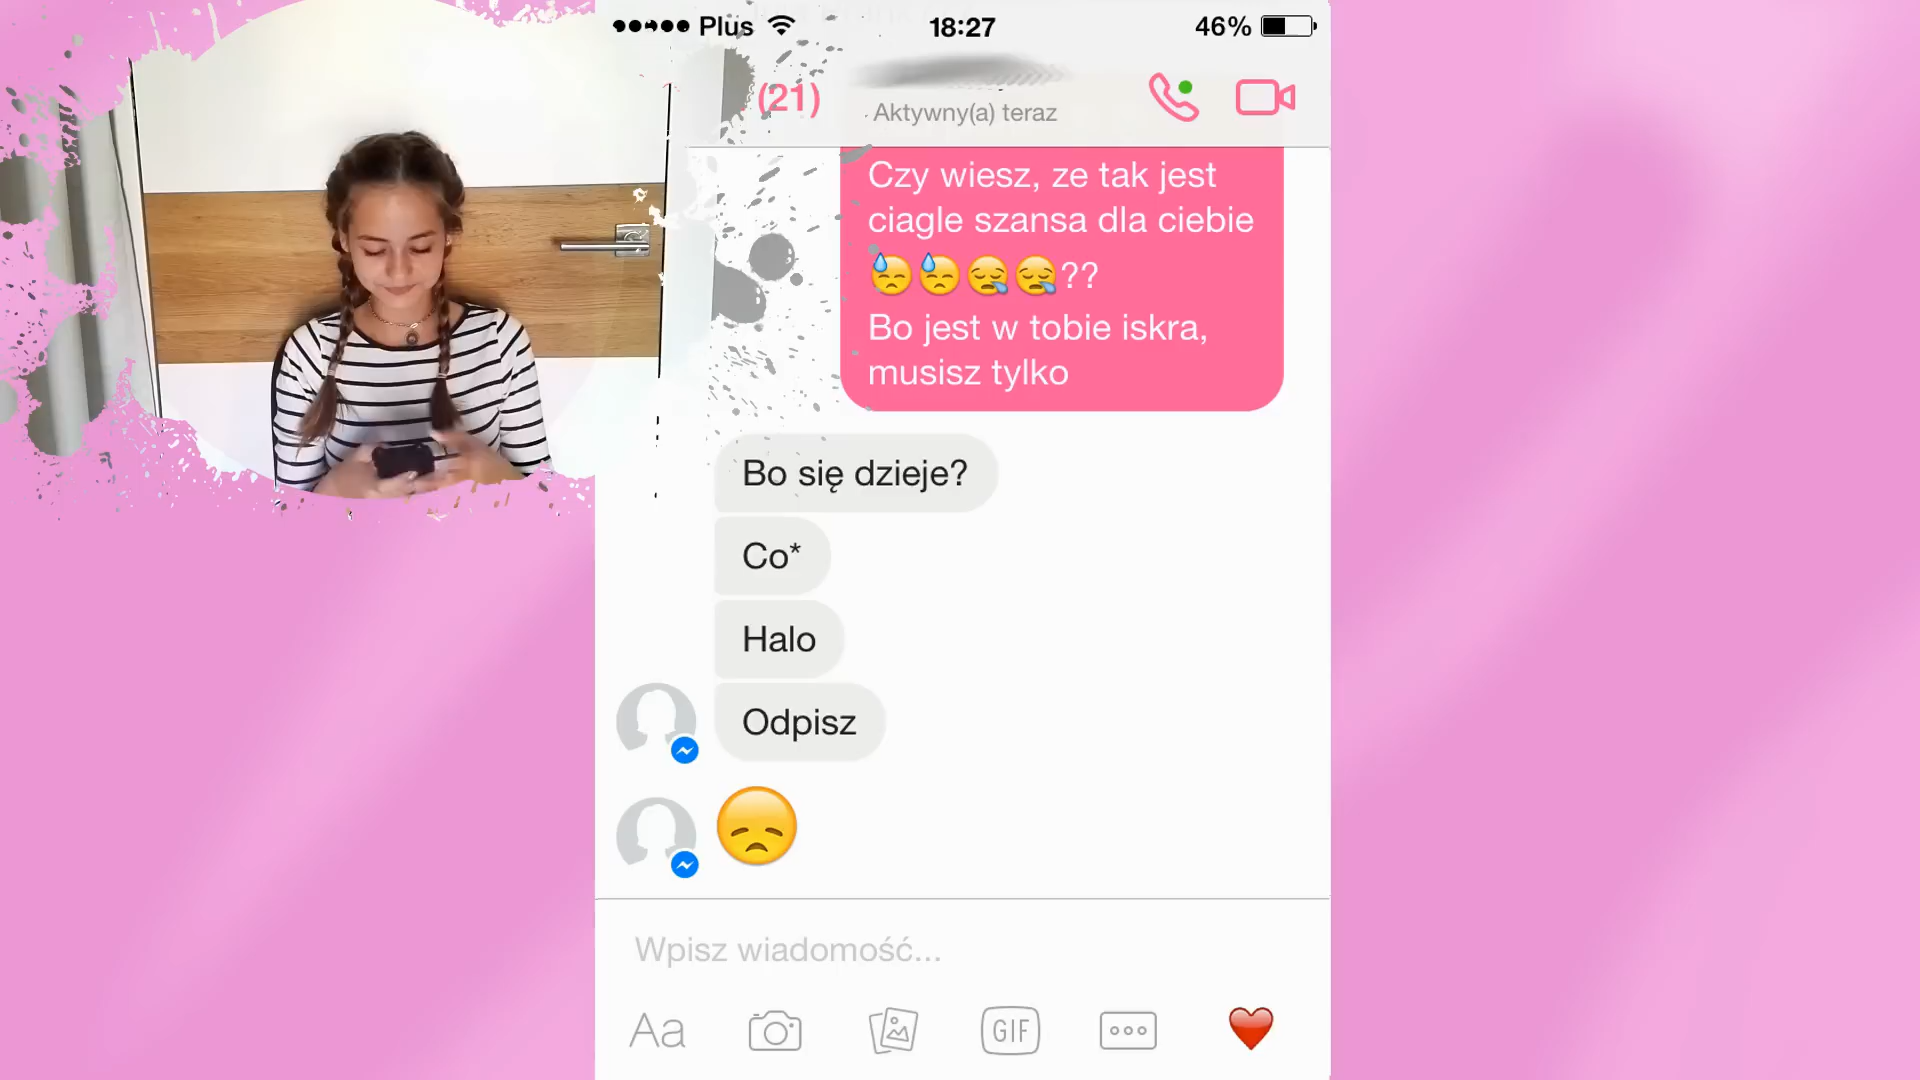 Plus 18:27 46%
(21)
Aktywny(a) teraz
Czy wiesz, ze tak jest
ciagle szansa dla ciebie
😓😓😪😪??
Bo jest w tobie iskra,
musisz tylko
Bo się dzieje?
Co*
Halo
Odpisz
😞
Wpisz wiadomość...
Aa GIF